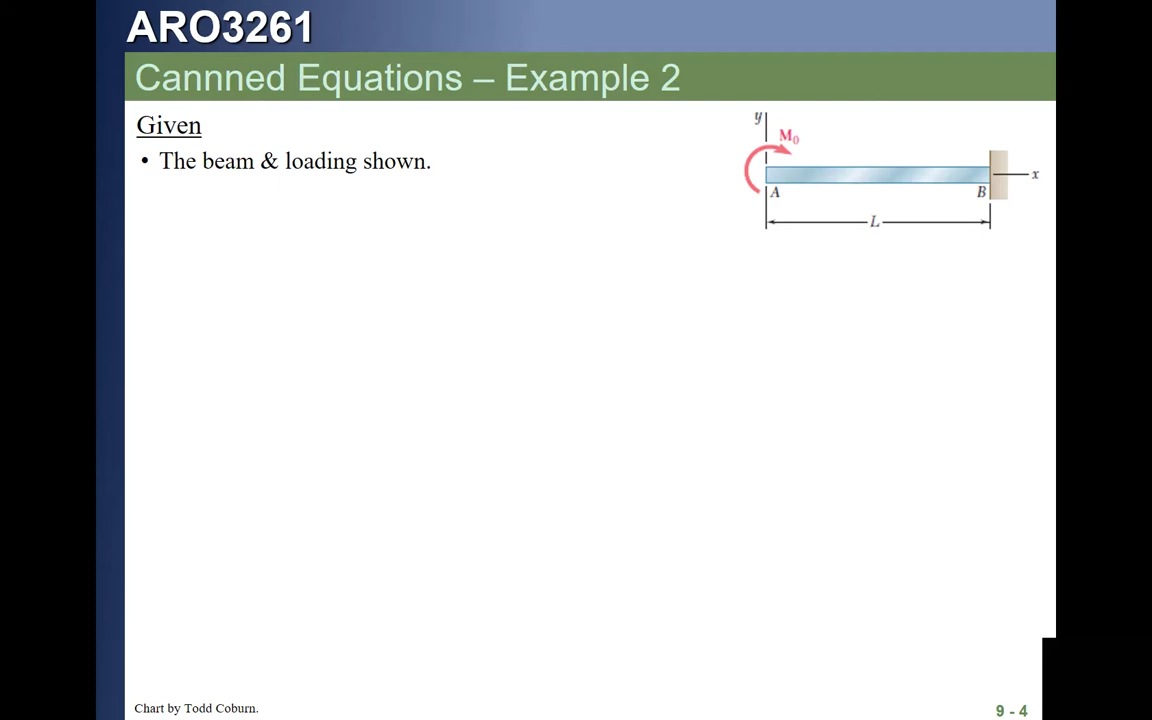 ARO3261
Cannned Equations – Example 2
Given
• The beam & loading shown.
y
M₀
x
A
B
L
Chart by Todd Coburn.
9 - 4